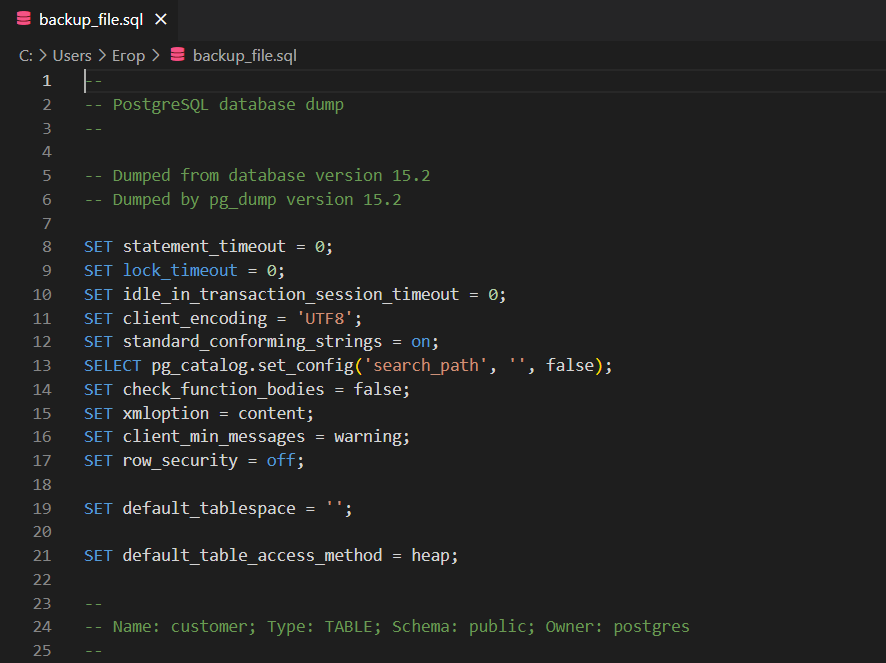 backup_file.sql ×
C: > Users > Егор > backup_file.sql
1 --
2 -- PostgreSQL database dump
3 --
4
5 -- Dumped from database version 15.2
6 -- Dumped by pg_dump version 15.2
7
8 SET statement_timeout = 0;
9 SET lock_timeout = 0;
10 SET idle_in_transaction_session_timeout = 0;
11 SET client_encoding = 'UTF8';
12 SET standard_conforming_strings = on;
13 SELECT pg_catalog.set_config('search_path', '', false);
14 SET check_function_bodies = false;
15 SET xmloption = content;
16 SET client_min_messages = warning;
17 SET row_security = off;
18
19 SET default_tablespace = '';
20
21 SET default_table_access_method = heap;
22
23 --
24 -- Name: customer; Type: TABLE; Schema: public; Owner: postgres
25 --